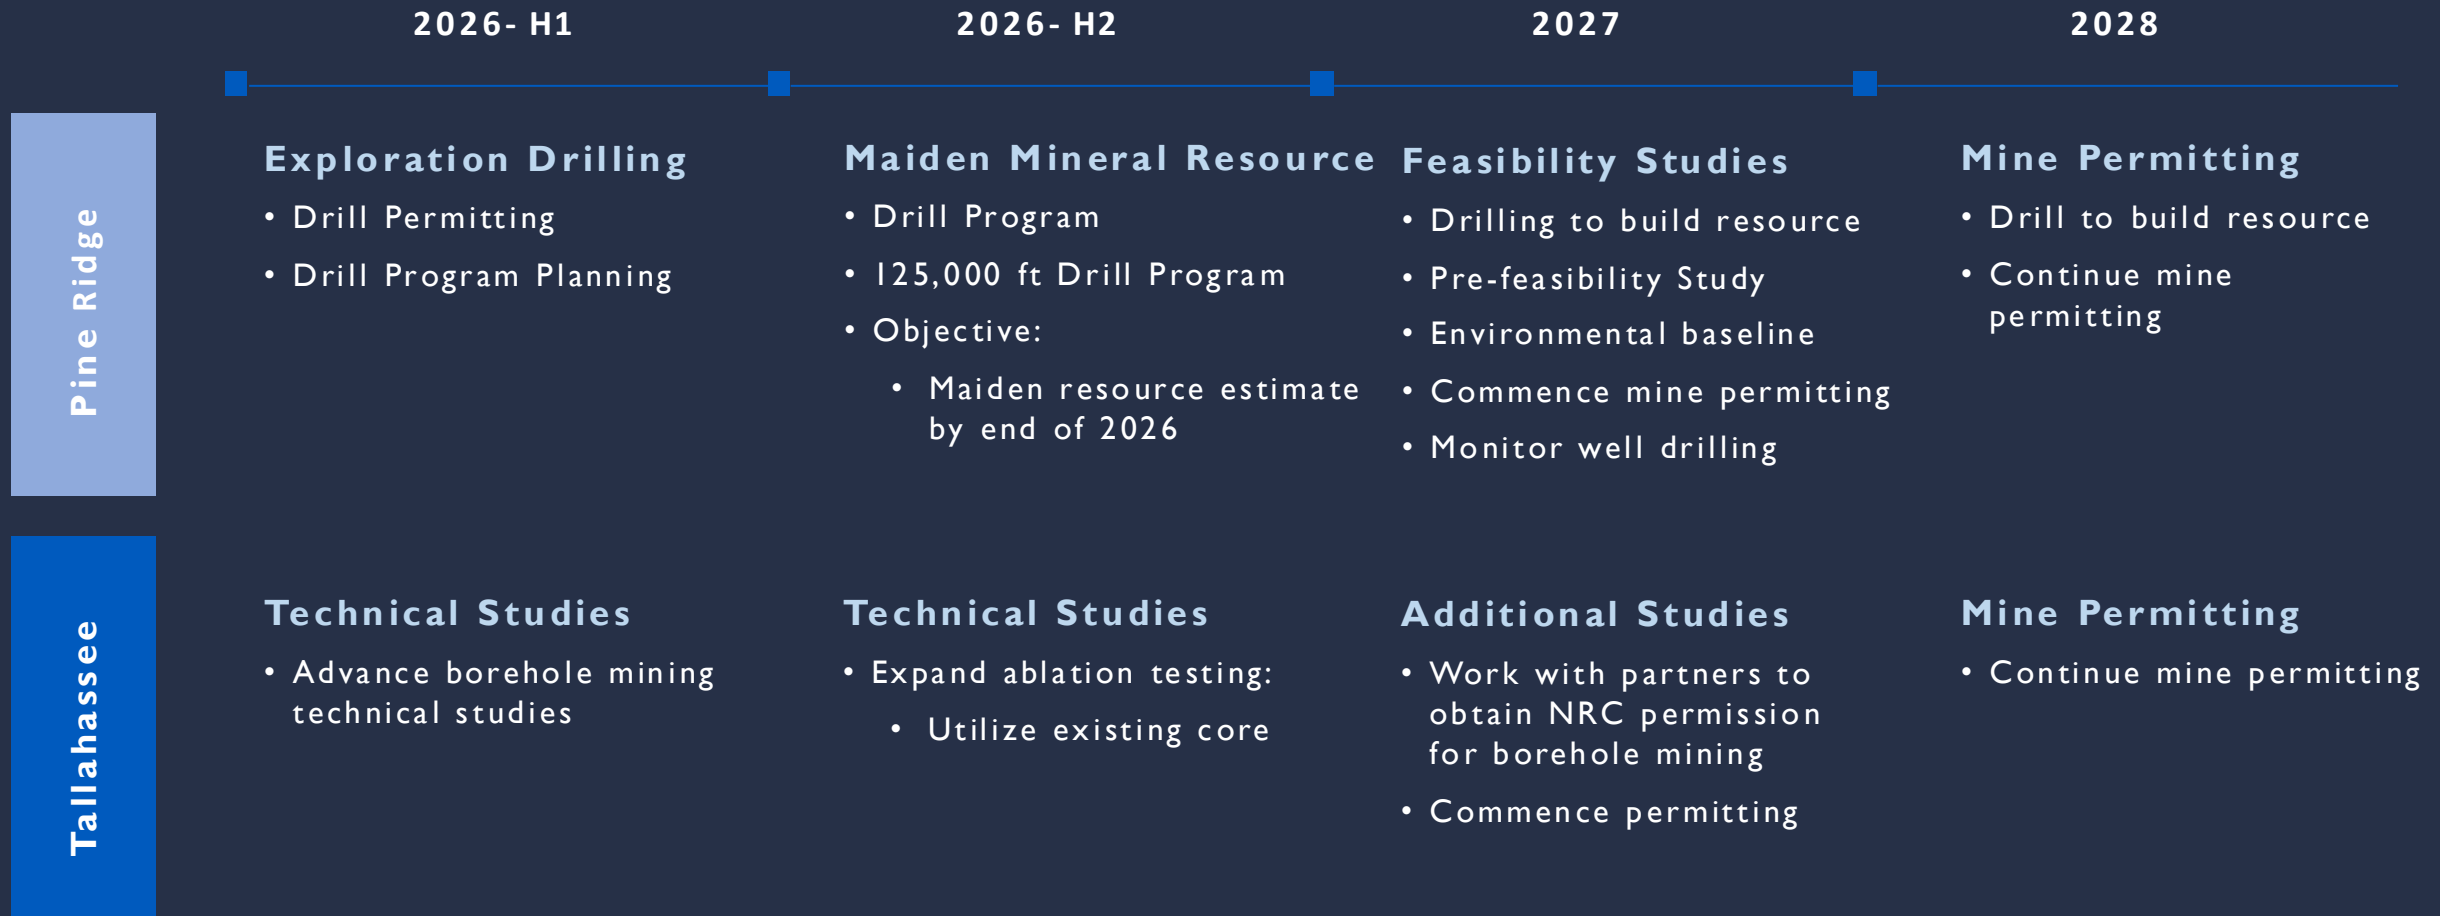 2026- H1
2026- H2
2027
2028
Pine Ridge
Exploration Drilling
• Drill Permitting
• Drill Program Planning
Maiden Mineral Resource
• Drill Program
• 125,000 ft Drill Program
• Objective:
• Maiden resource estimate
by end of 2026
Feasibility Studies
• Drilling to build resource
• Pre-feasibility Study
• Environmental baseline
• Commence mine permitting
• Monitor well drilling
Mine Permitting
• Drill to build resource
• Continue mine
permitting
Tallahassee
Technical Studies
• Advance borehole mining
technical studies
Technical Studies
• Expand ablation testing:
• Utilize existing core
Additional Studies
• Work with partners to
obtain NRC permission
for borehole mining
• Commence permitting
Mine Permitting
• Continue mine permitting